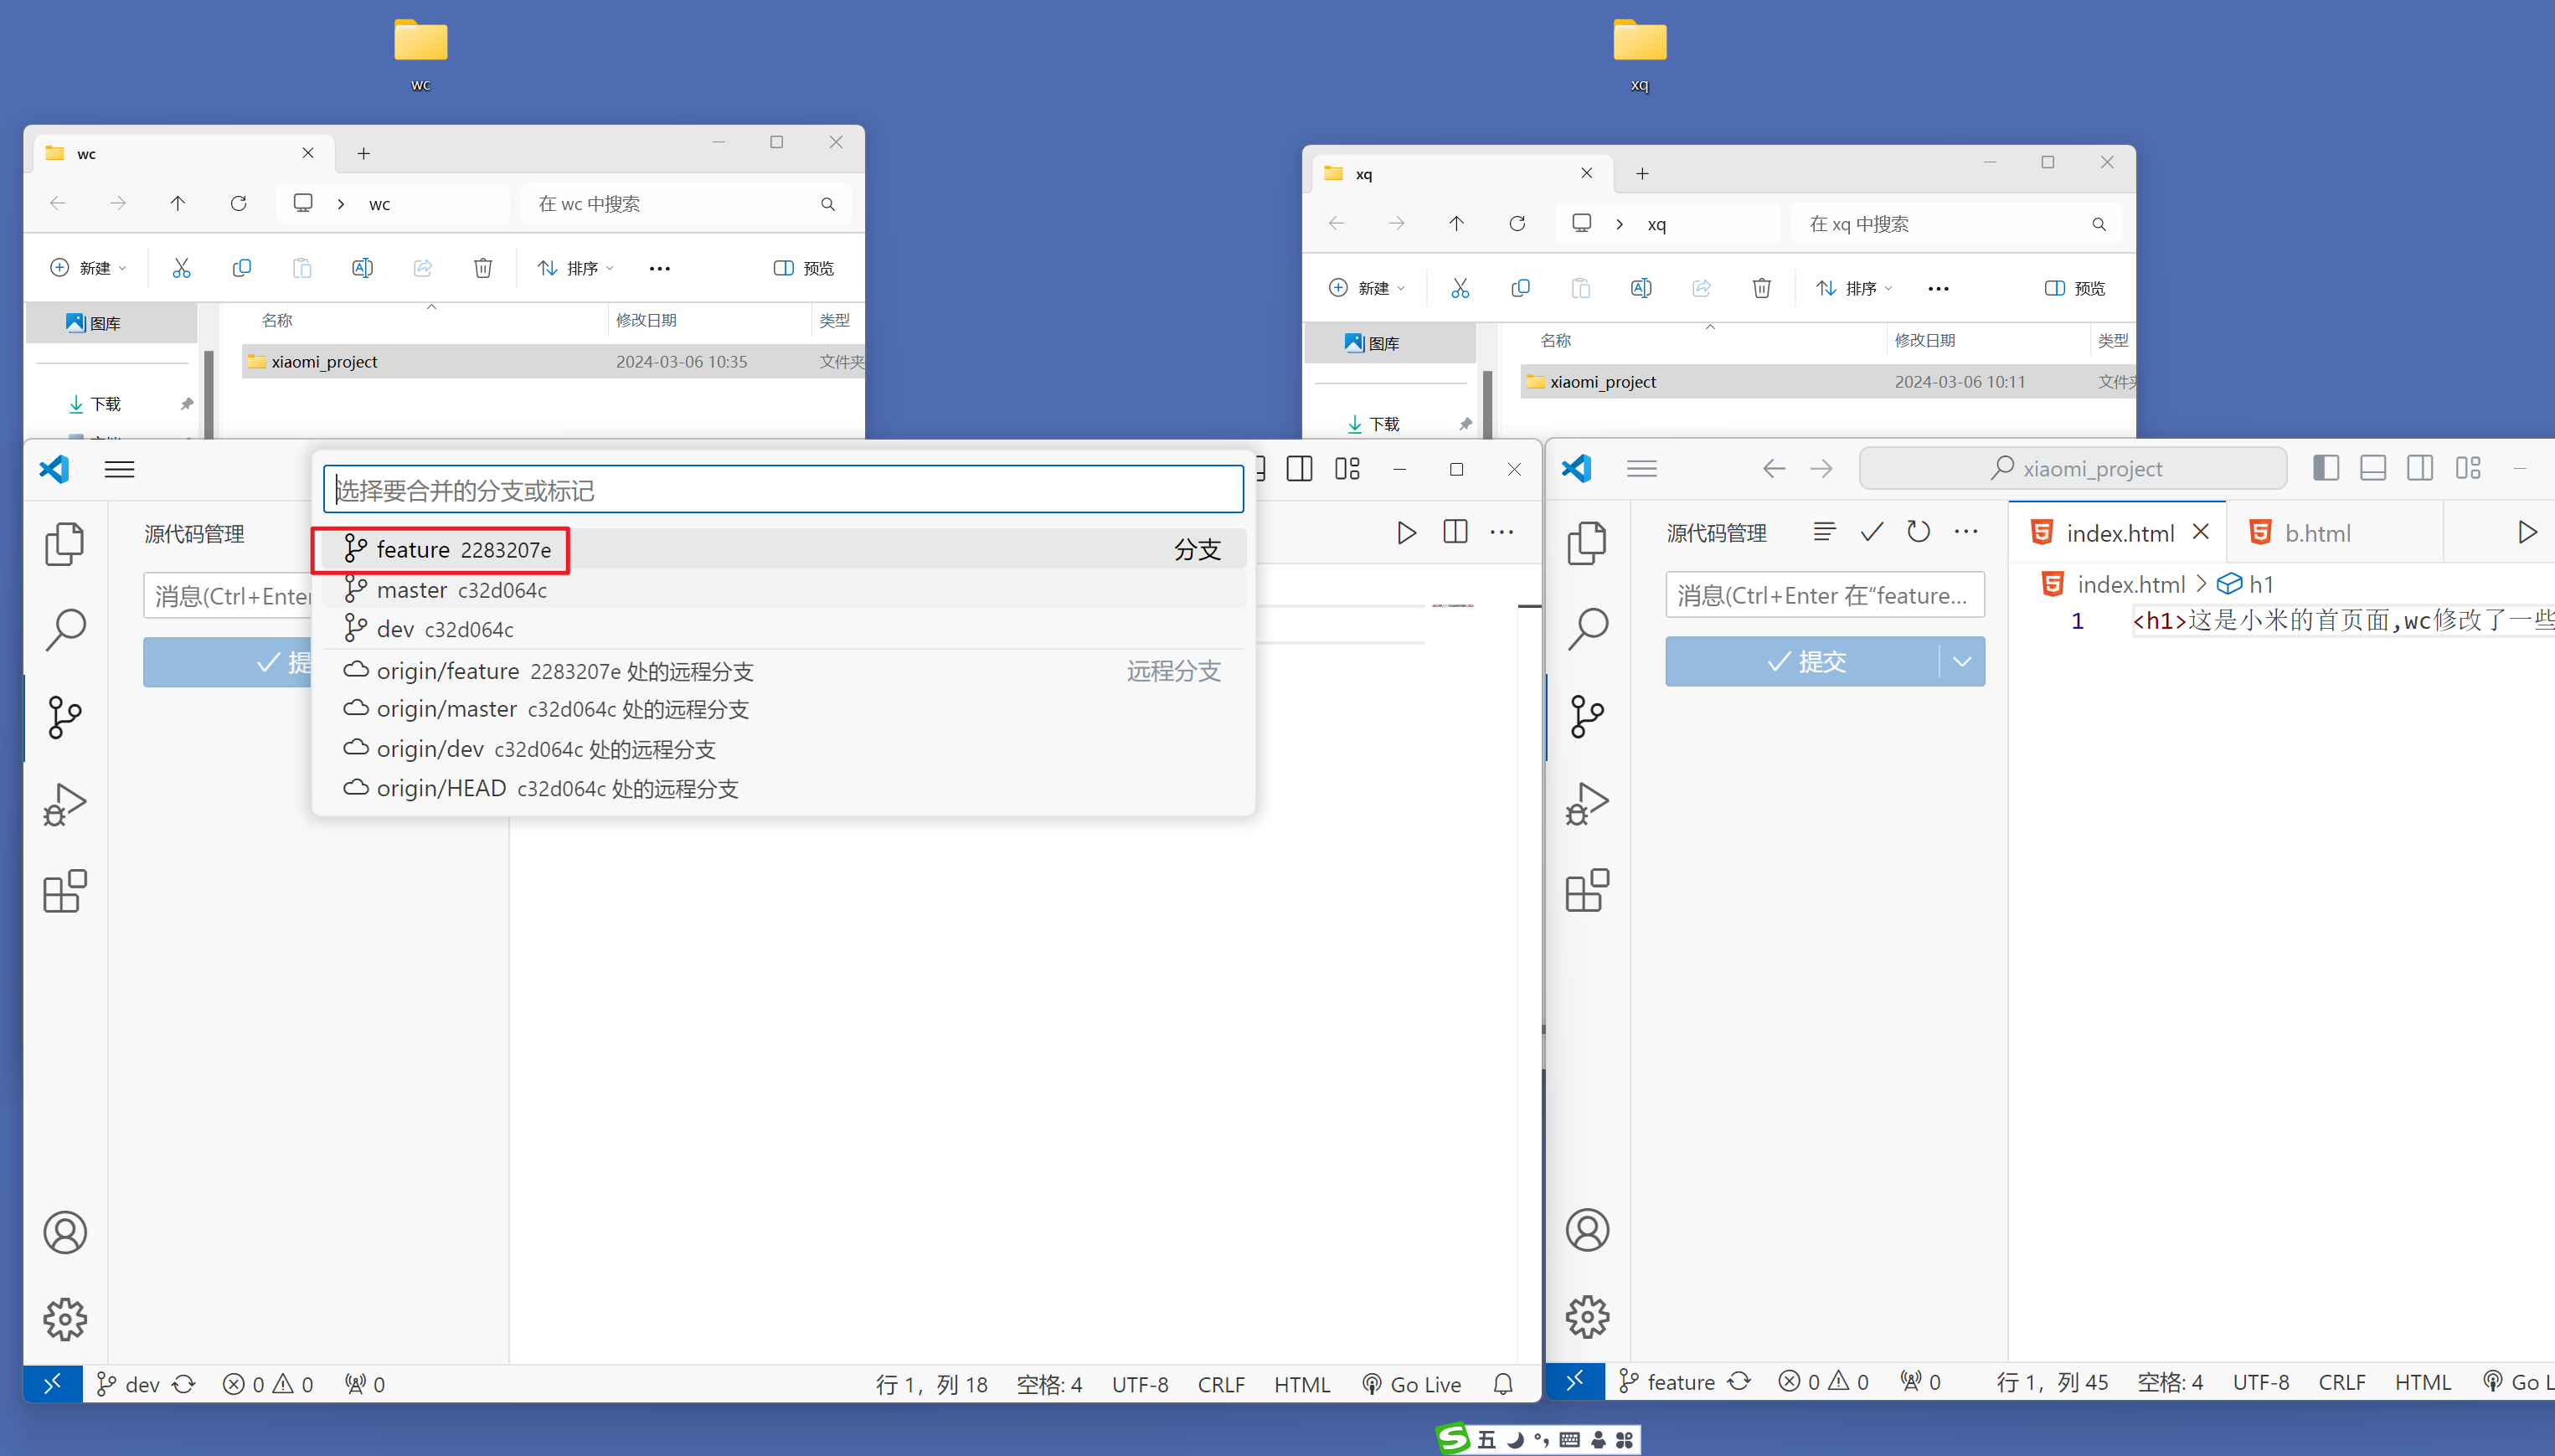 wc
xq
wc
wc
在 wc 中搜索
新建
排序
预览
图库
名称
修改日期
类型
xiaomi_project
2024-03-06 10:35
文件夹
下载
xq
xq
在 xq 中搜索
新建
排序
预览
图库
名称
修改日期
类型
xiaomi_project
2024-03-06 10:11
文件夹
下载
选择要合并的分支或标记
feature 2283207e 分支
master c32d064c
dev c32d064c
origin/feature 2283207e 处的远程分支 远程分支
origin/master c32d064c 处的远程分支
origin/dev c32d064c 处的远程分支
origin/HEAD c32d064c 处的远程分支
源代码管理
消息(Ctrl+Enter
提
dev
0 0
0
行 1，列 18
空格: 4
UTF-8
CRLF
HTML
Go Live
xiaomi_project
源代码管理
消息(Ctrl+Enter 在“feature...
提交
index.html
b.html
index.html > h1
1 <h1>这是小米的首页面,wc修改了一些
feature
0 0
0
行 1，列 45
空格: 4
UTF-8
CRLF
HTML
Go L
五